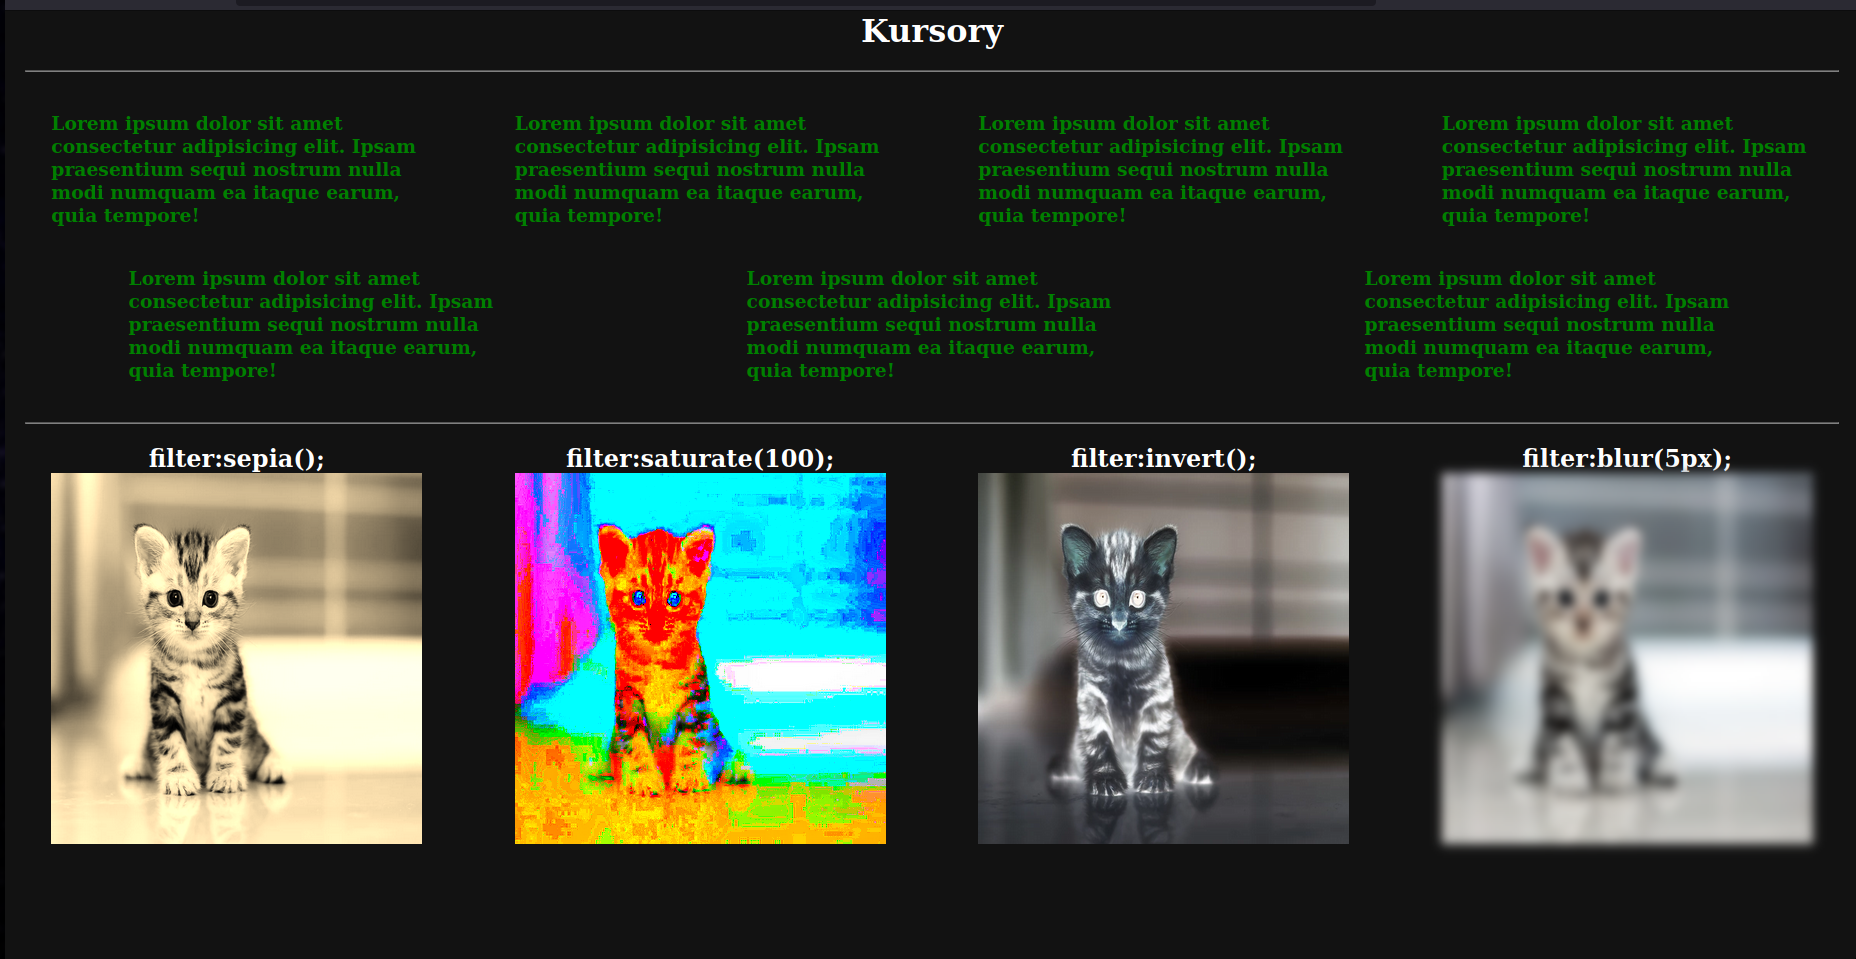 Kursory
Lorem ipsum dolor sit amet
consectetur adipisicing elit. Ipsam
praesentium sequi nostrum nulla
modi numquam ea itaque earum,
quia tempore!
Lorem ipsum dolor sit amet
consectetur adipisicing elit. Ipsam
praesentium sequi nostrum nulla
modi numquam ea itaque earum,
quia tempore!
Lorem ipsum dolor sit amet
consectetur adipisicing elit. Ipsam
praesentium sequi nostrum nulla
modi numquam ea itaque earum,
quia tempore!
Lorem ipsum dolor sit amet
consectetur adipisicing elit. Ipsam
praesentium sequi nostrum nulla
modi numquam ea itaque earum,
quia tempore!
Lorem ipsum dolor sit amet
consectetur adipisicing elit. Ipsam
praesentium sequi nostrum nulla
modi numquam ea itaque earum,
quia tempore!
Lorem ipsum dolor sit amet
consectetur adipisicing elit. Ipsam
praesentium sequi nostrum nulla
modi numquam ea itaque earum,
quia tempore!
Lorem ipsum dolor sit amet
consectetur adipisicing elit. Ipsam
praesentium sequi nostrum nulla
modi numquam ea itaque earum,
quia tempore!
filter:sepia();
filter:saturate(100);
filter:invert();
filter:blur(5px);